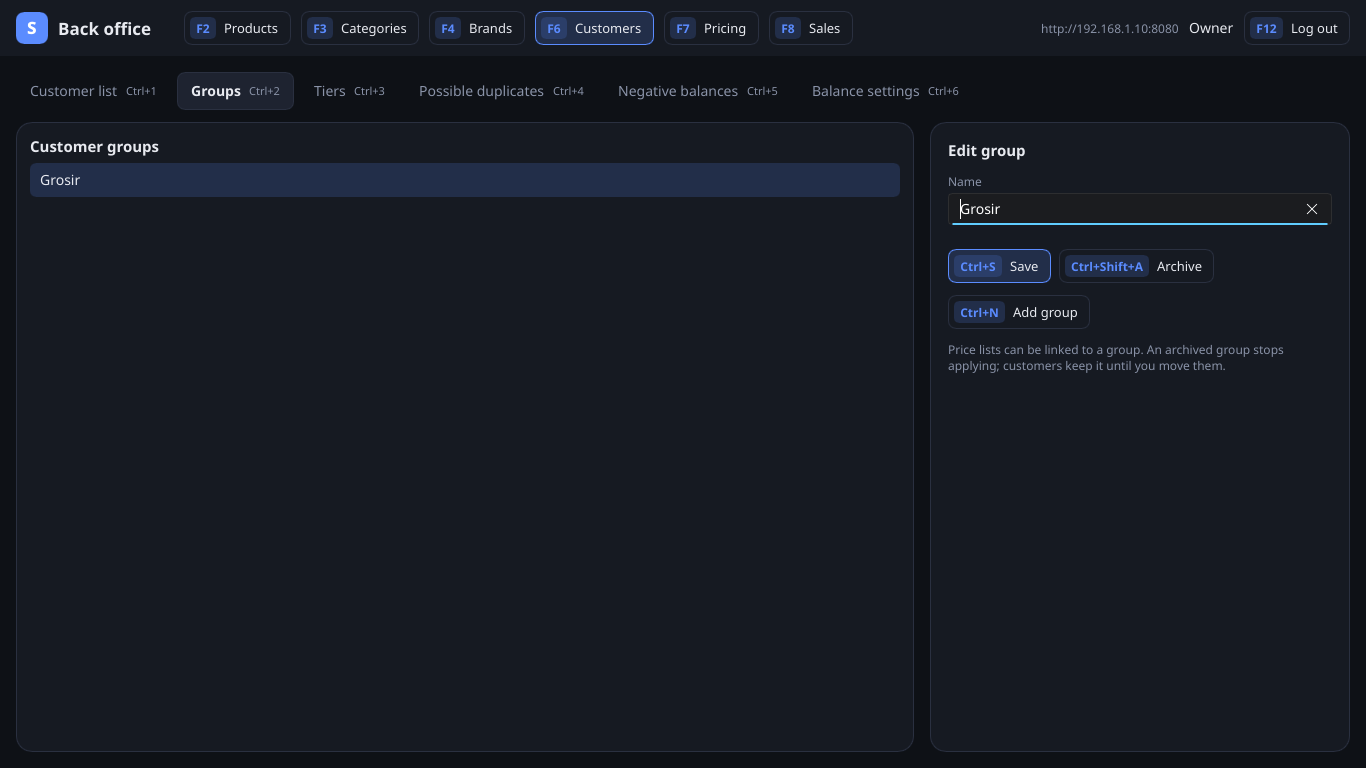 S Back office F2 Products F3 Categories F4 Brands F6 Customers F7 Pricing F8 Sales http://192.168.1.10:8080 Owner F12 Log out
Customer list Ctrl+1 Groups Ctrl+2 Tiers Ctrl+3 Possible duplicates Ctrl+4 Negative balances Ctrl+5 Balance settings Ctrl+6
Customer groups
Grosir
Edit group
Name
Grosir
Ctrl+S Save Ctrl+Shift+A Archive
Ctrl+N Add group
Price lists can be linked to a group. An archived group stops
applying; customers keep it until you move them.